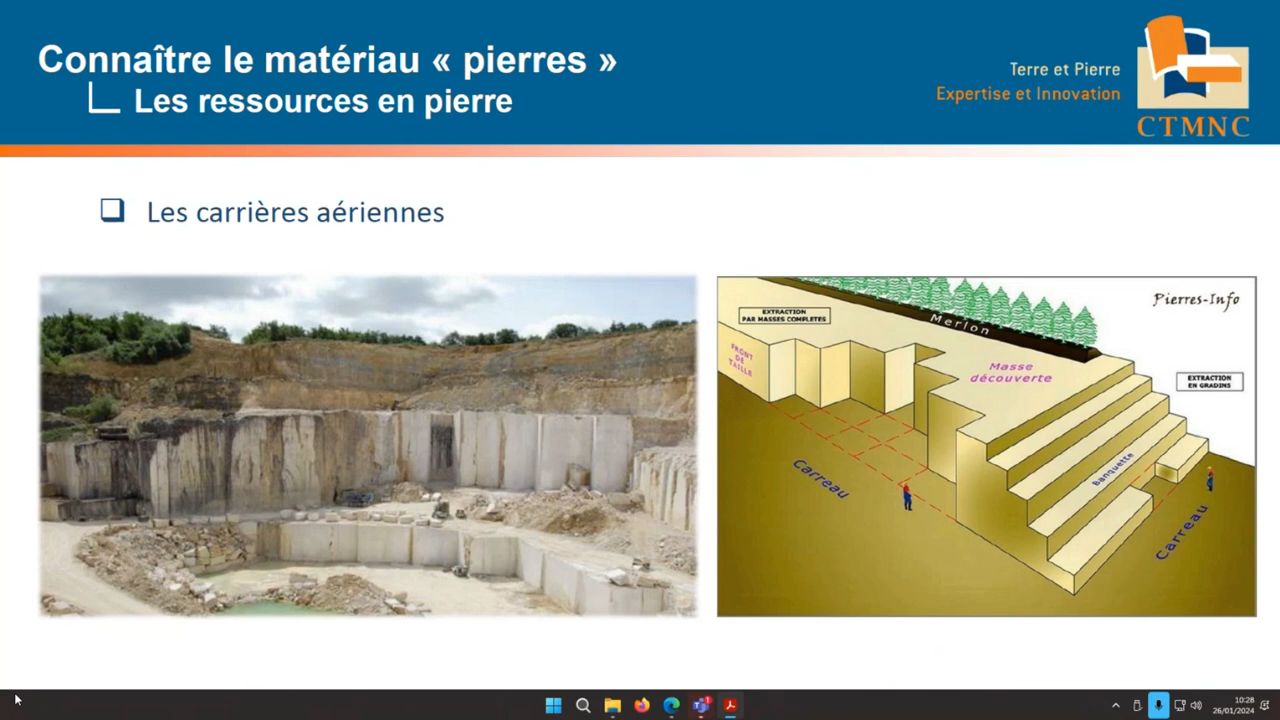 Connaître le matériau « pierres »
Les ressources en pierre
Terre et Pierre
Expertise et Innovation
CTMNC
Les carrières aériennes
Pierres-Info
EXTRACTION
PAR MASSES COMPLETES
Merlon
FRONT
DE
TAILLE
Masse
découverte
EXTRACTION
EN GRADINS
Banquette
Carreau
Carreau
1
10:28
26/01/2024